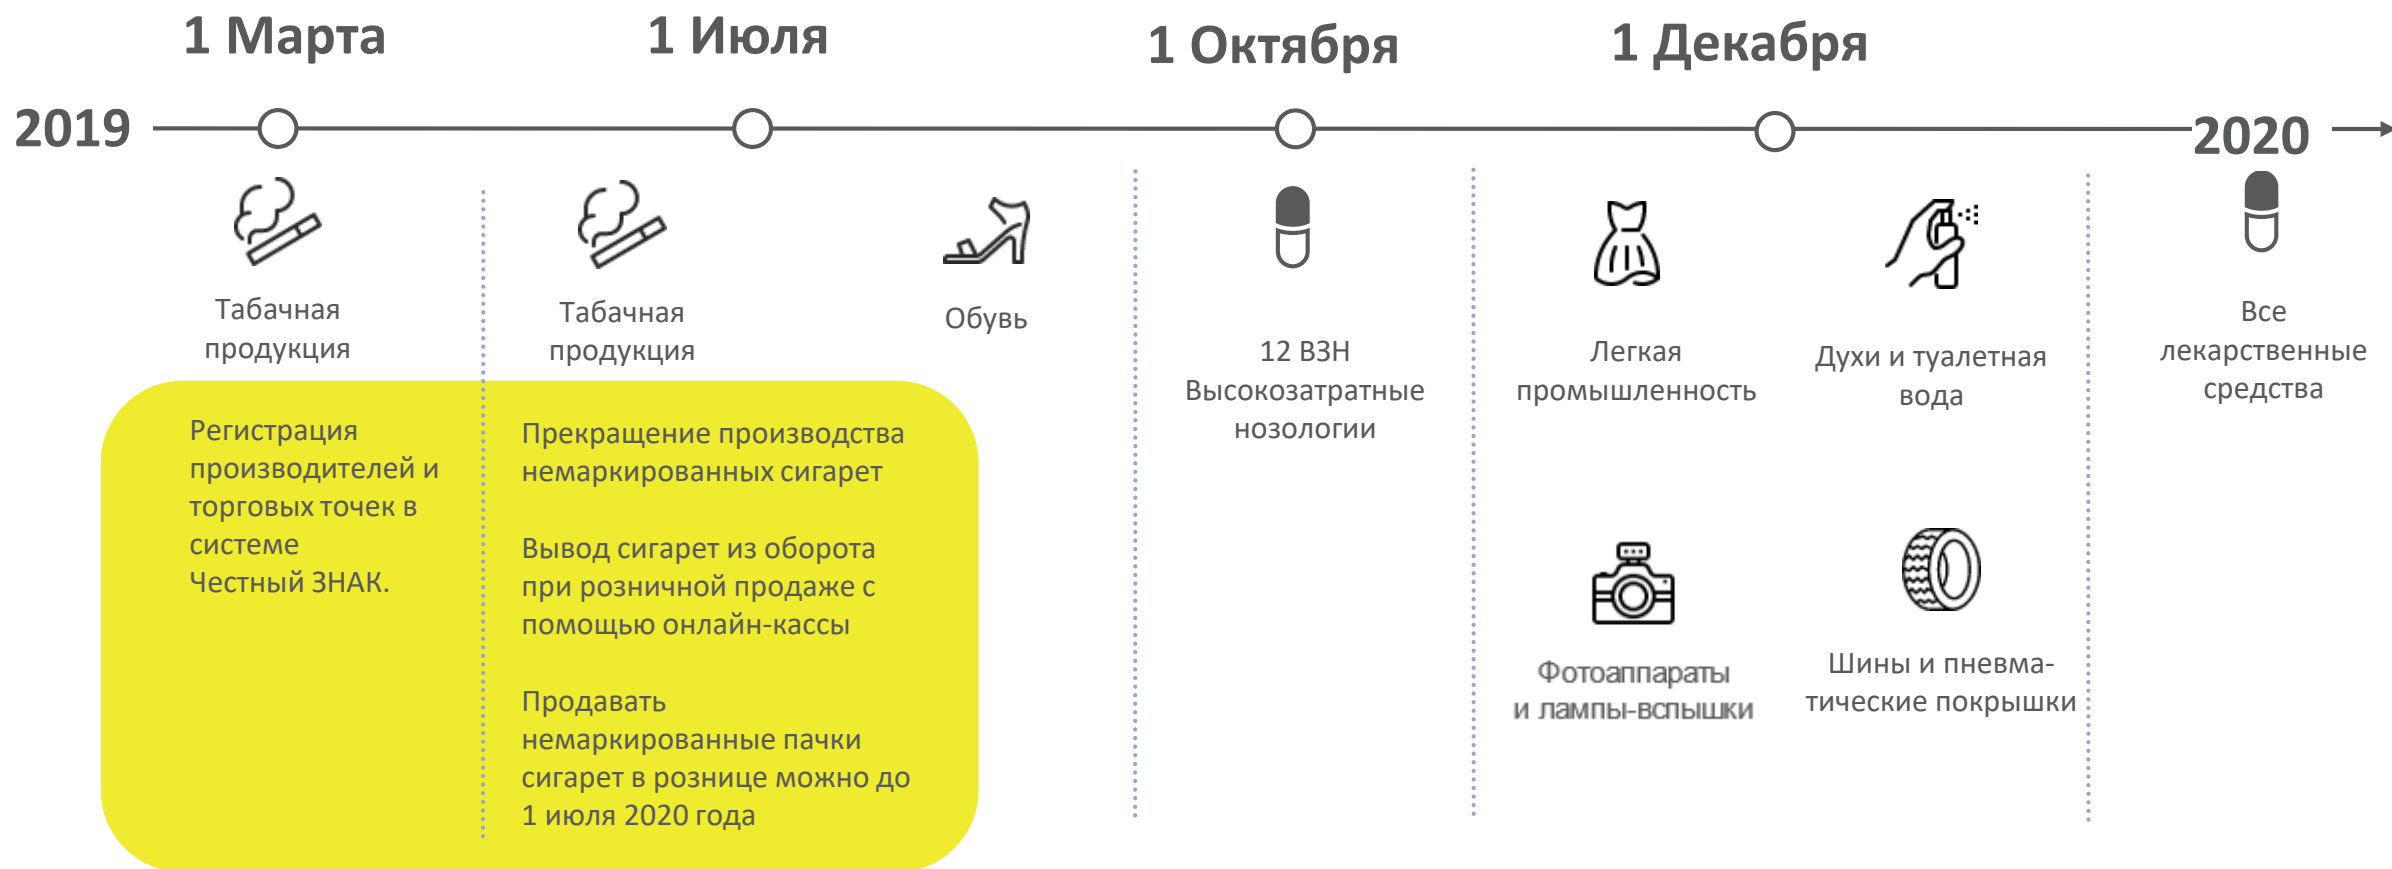 1 Марта
1 Июля
1 Октября
1 Декабря
2019
2020
Табачная
продукция
Табачная
продукция
Обувь
12 ВЗН
Высокозатратные
нозологии
Легкая
промышленность
Духи и туалетная
вода
Все
лекарственные
средства
Регистрация
производителей и
торговых точек в
системе
Честный ЗНАК.
Прекращение производства
немаркированных сигарет
Вывод сигарет из оборота
при розничной продаже с
помощью онлайн-кассы
Продавать
немаркированные пачки
сигарет в рознице можно до
1 июля 2020 года
Фотоаппараты
и лампы-вспышки
Шины и пневма-
тические покрышки